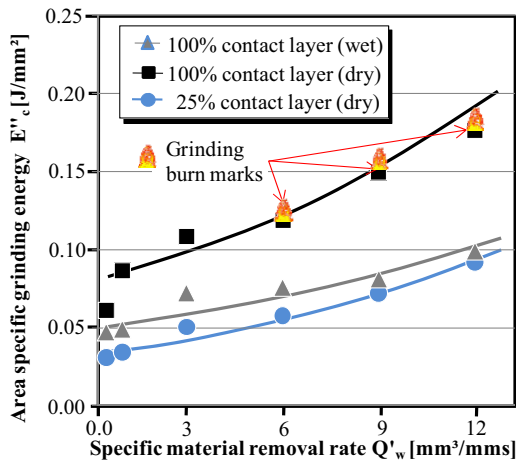 100% contact layer (wet)
100% contact layer (dry)
25% contact layer (dry)
Grinding
burn marks
Area specific grinding energy E"c [J/mm²]
0.25
0.20
0.15
0.10
0.05
0.00
0.0 3 6 9 12
Specific material removal rate Q'w [mm³/mms]